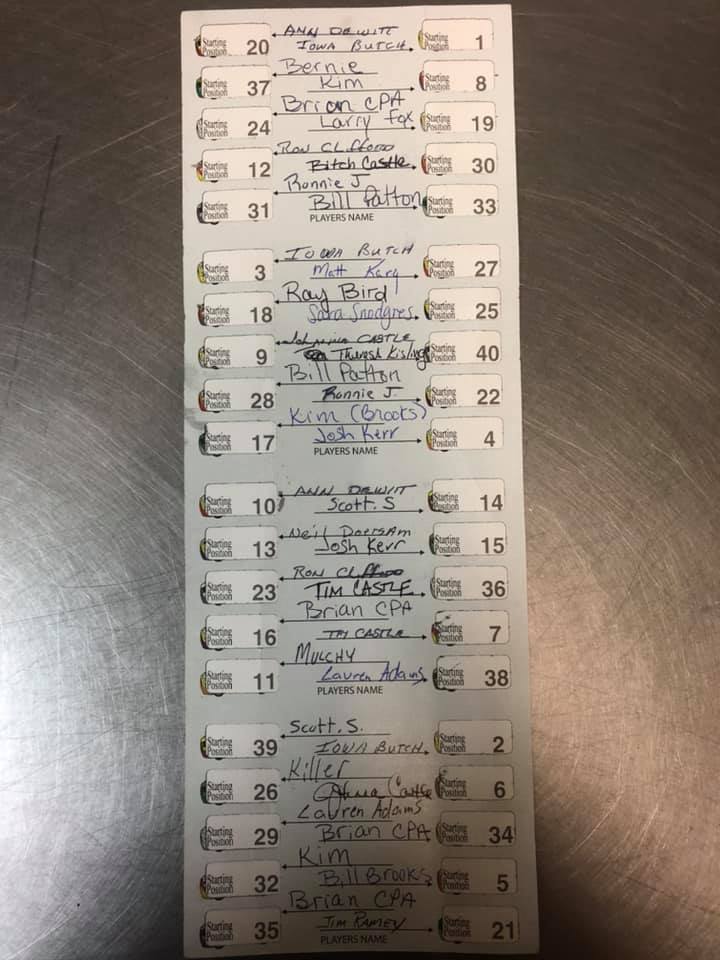 Starting Position 20 ANN DEWITT
IOWA BUTCH Starting Position 1
Starting Position 37 Bernie
Kim Starting Position 8
Starting Position 24 Brian CPA
Larry Fox Starting Position 19
Starting Position 12 RON CLIFFORD
Bitch Castle Starting Position 30
Starting Position 31 Ronnie J
Bill Patton Starting Position 33
PLAYERS NAME
Starting Position 3 IOWA BUTCH
Matt Karg Starting Position 27
Starting Position 18 Ray Bird
Sara Snodgres Starting Position 25
Starting Position 9 CASTLE
Starting Position 40
Starting Position 28 Bill Patton
Ronnie J. Starting Position 22
Starting Position 17 Kim (Brooks)
Josh Kerr Starting Position 4
PLAYERS NAME
Starting Position 10 ANN DEWITT
Scott. S Starting Position 14
Starting Position 13 Neil Doersam
Josh Kerr Starting Position 15
Starting Position 23 RON
TIM CASTLE Starting Position 36
Starting Position 16 Brian CPA
TIM CASTLE Starting Position 7
Starting Position 11 MULCHY
Lauren Adams Starting Position 38
PLAYERS NAME
Starting Position 39 Scott. S.
IOWA BUTCH Starting Position 2
Starting Position 26 Killer
Castle Starting Position 6
Starting Position 29 Lauren Adams
Brian CPA Starting Position 34
Starting Position 32 Kim
Bill Brooks Starting Position 5
Starting Position 35 Brian CPA
JIM RAMEY Starting Position 21
PLAYERS NAME